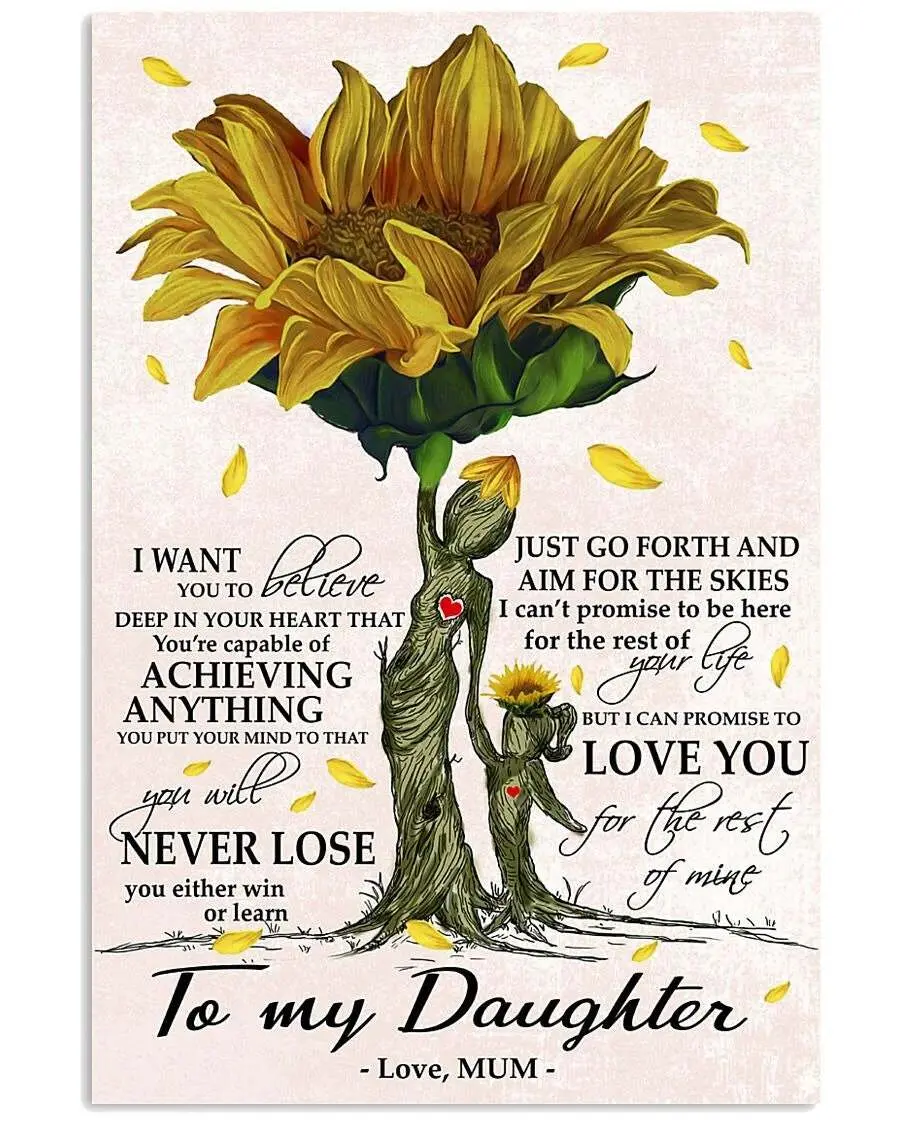 I WANT
YOU TO believe
DEEP IN YOUR HEART THAT
You're capable of
ACHIEVING
ANYTHING
YOU PUT YOUR MIND TO THAT
you will
NEVER LOSE
you either win
or learn
JUST GO FORTH AND
AIM FOR THE SKIES
I can't promise to be here
for the rest of
your life
BUT I CAN PROMISE TO
LOVE YOU
for the rest
of mine
To my Daughter
- Love, MUM -